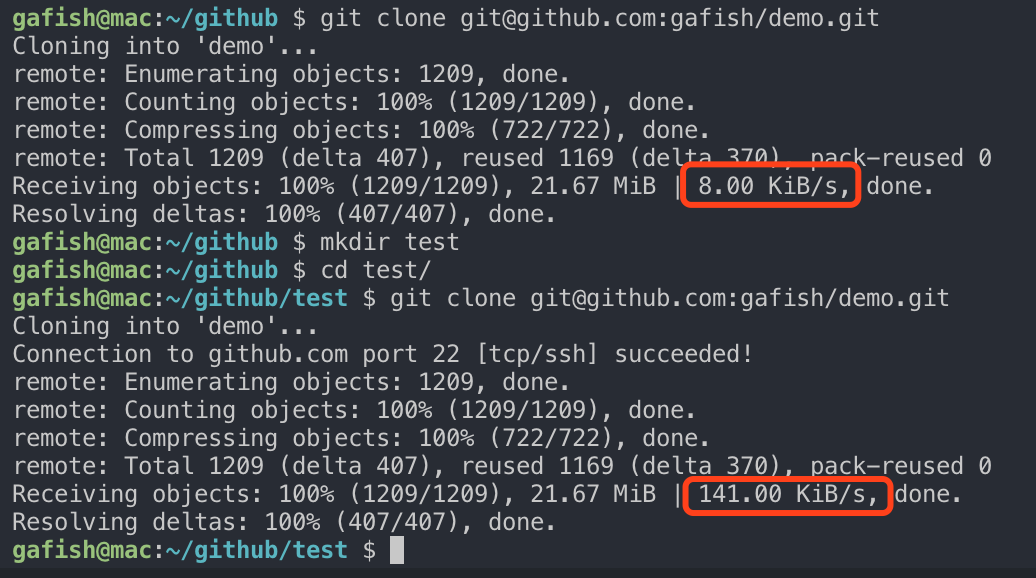 gafish@mac:~/github $ git clone git@github.com:gafish/demo.git
Cloning into 'demo'...
remote: Enumerating objects: 1209, done.
remote: Counting objects: 100% (1209/1209), done.
remote: Compressing objects: 100% (722/722), done.
remote: Total 1209 (delta 407), reused 1169 (delta 370), pack-reused 0
Receiving objects: 100% (1209/1209), 21.67 MiB | 8.00 KiB/s, done.
Resolving deltas: 100% (407/407), done.
gafish@mac:~/github $ mkdir test
gafish@mac:~/github $ cd test/
gafish@mac:~/github/test $ git clone git@github.com:gafish/demo.git
Cloning into 'demo'...
Connection to github.com port 22 [tcp/ssh] succeeded!
remote: Enumerating objects: 1209, done.
remote: Counting objects: 100% (1209/1209), done.
remote: Compressing objects: 100% (722/722), done.
remote: Total 1209 (delta 407), reused 1169 (delta 370), pack-reused 0
Receiving objects: 100% (1209/1209), 21.67 MiB | 141.00 KiB/s, done.
Resolving deltas: 100% (407/407), done.
gafish@mac:~/github/test $